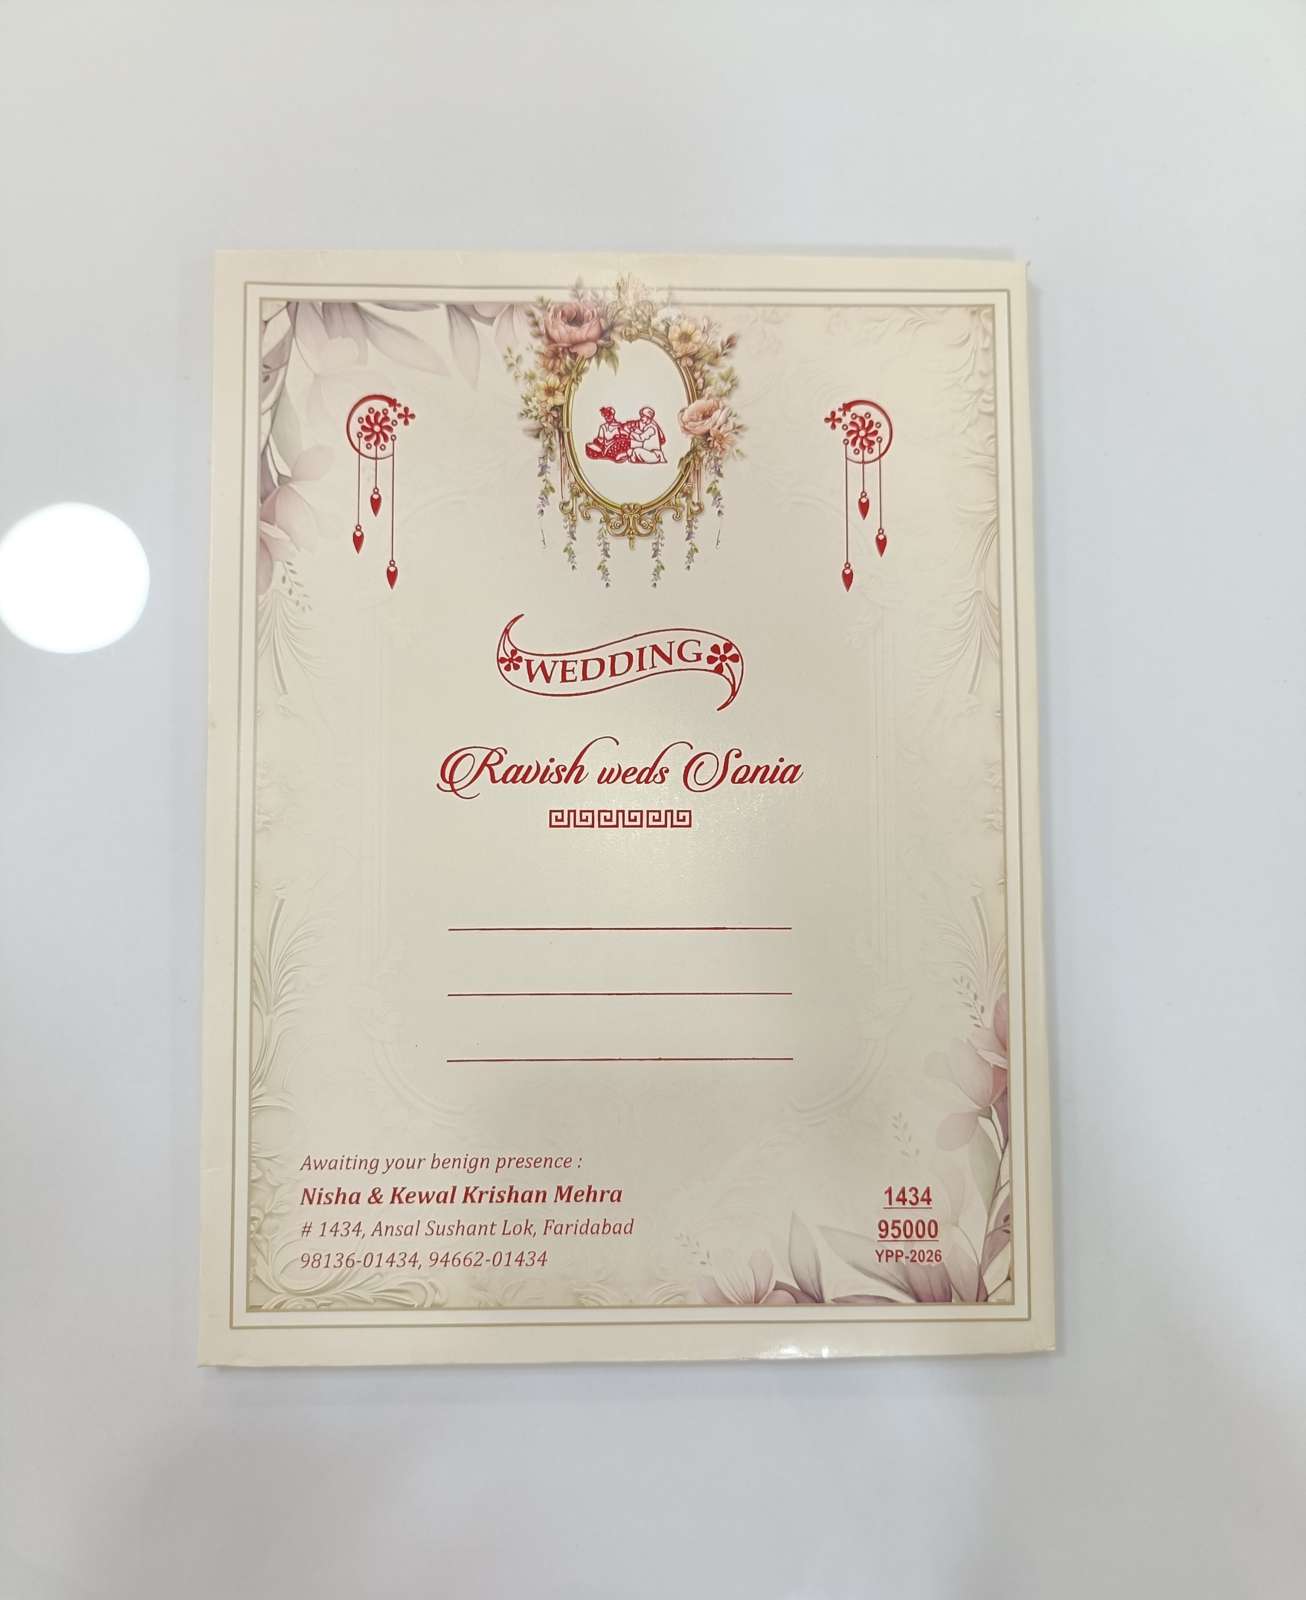 WEDDING
Ravish weds Sonia
Awaiting your benign presence :
Nisha & Kewal Krishan Mehra
# 1434, Ansal Sushant Lok, Faridabad
98136-01434, 94662-01434
1434
95000
YPP-2026